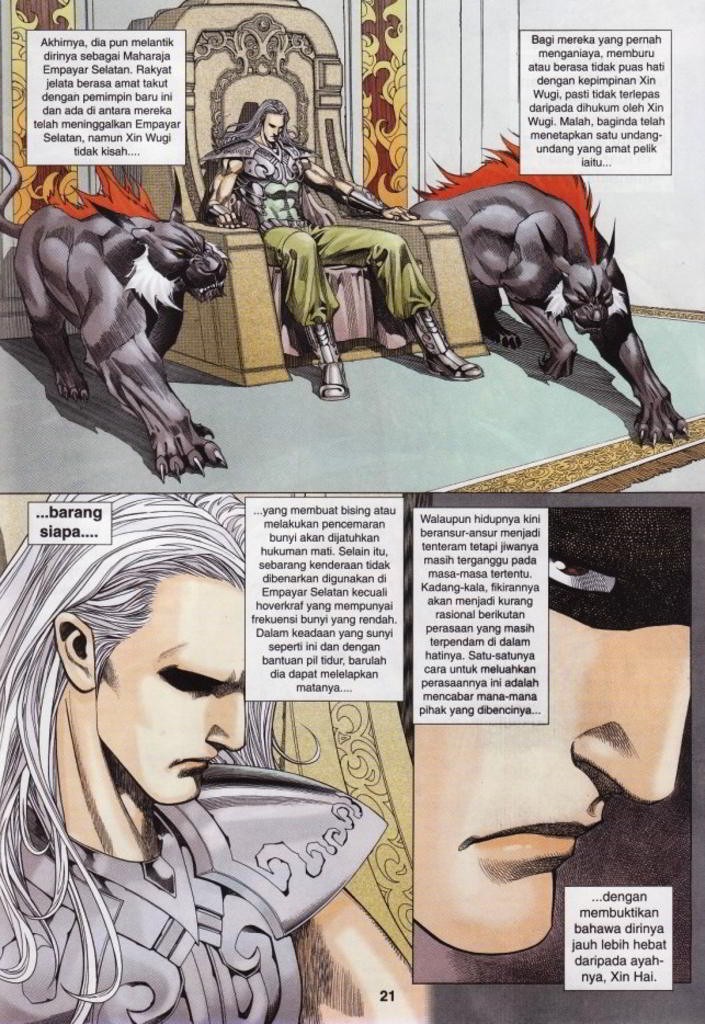 Akhirnya, dia pun melantik
dirinya sebagai Maharaja
Empayar Selatan. Rakyat
jelata berasa amat takut
dengan pemimpin baru ini
dan ada di antara mereka
telah meninggalkan Empayar
Selatan, namun Xin Wugi
tidak kisah....
Bagi mereka yang pernah
menganiaya, memburu
atau berasa tidak puas hati
dengan kepimpinan Xin
Wugi, pasti tidak terlepas
daripada dihukum oleh Xin
Wugi. Malah, baginda telah
menetapkan satu undang-
undang yang amat pelik
iaitu...
...barang
siapa....
...yang membuat bising atau
melakukan pencemaran
bunyi akan dijatuhkan
hukuman mati. Selain itu,
sebarang kenderaan tidak
dibenarkan digunakan di
Empayar Selatan kecuali
hoverkraf yang mempunyai
frekuensi bunyi yang rendah.
Dalam keadaan yang sunyi
seperti ini dan dengan
bantuan pil tidur, barulah
dia dapat melelapkan
matanya....
Walaupun hidupnya kini
beransur-ansur menjadi
tenteram tetapi jiwanya
masih terganggu pada
masa-masa tertentu.
Kadang-kala, fikirannya
akan menjadi kurang
rasional berikutan
perasaan yang masih
terpendam di dalam
hatinya. Satu-satunya
cara untuk meluahkan
perasaannya ini adalah
mencabar mana-mana
pihak yang dibencinya...
...dengan
membuktikan
bahawa dirinya
jauh lebih hebat
daripada ayah-
nya, Xin Hai.
21